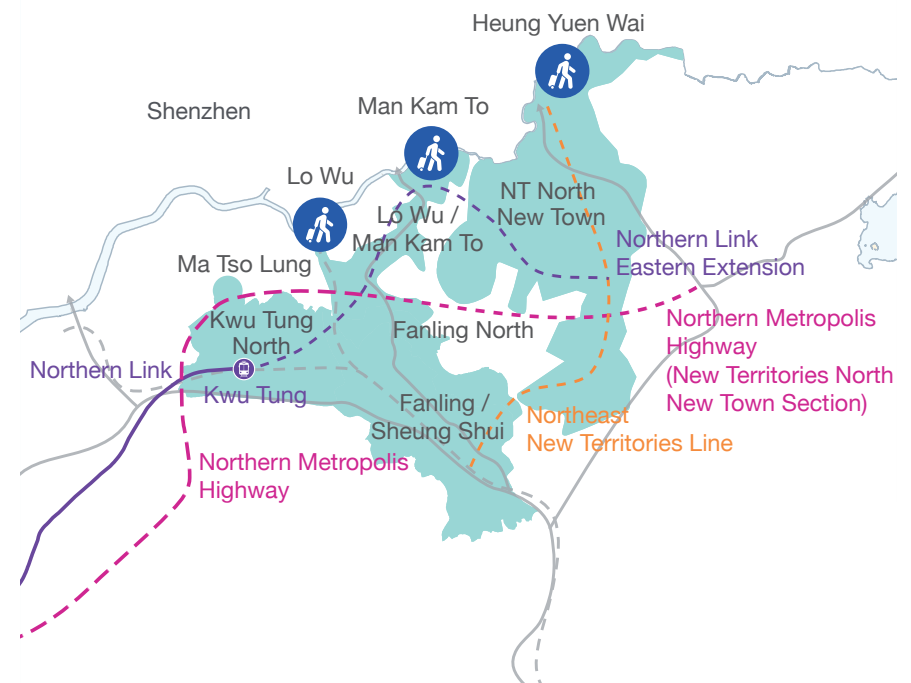 Heung Yuen Wai
Shenzhen
Man Kam To
Lo Wu
NT North
New Town
Lo Wu /
Man Kam To
Northern Link
Eastern Extension
Ma Tso Lung
Kwu Tung
North
Fanling North
Northern Metropolis
Highway
(New Territories North
New Town Section)
Northern Link
Kwu Tung
Fanling /
Sheung Shui
Northeast
New Territories Line
Northern Metropolis
Highway